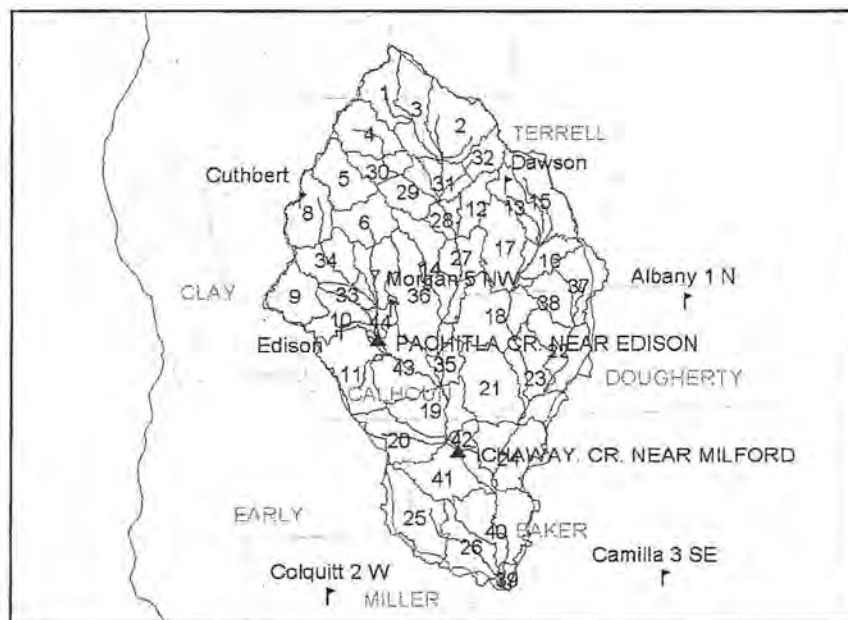 1
3
2
TERRELL
4
32
Dawson
Cuthbert
5
30
31
29
8
12
13
15
6
28
17
34
14
27
16
7
Morgan 5 NW
37
Albany 1 N
CLAY
9
33
36
38
18
10
44
Edison
PACHITLA CR. NEAR EDISON
22
43
35
11
23
DOUGHERTY
CALHOUN
21
19
20
42
ICHAWAY. CR. NEAR MILFORD
24
41
25
EARLY
40
BAKER
26
Camilla 3 SE
Colquitt 2 W
39
MILLER